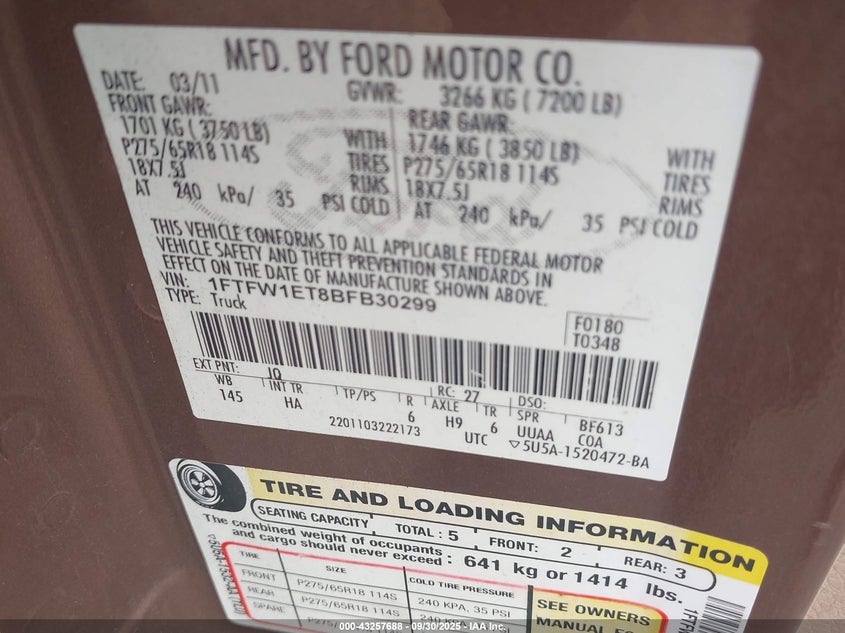 MFD. BY FORD MOTOR CO.
DATE: 03/11 GVWR: 3266 KG ( 7200 LB)
FRONT GAWR: REAR GAWR:
1701 KG ( 3750 LB) WITH 1746 KG ( 3850 LB) WITH
P275/65R18 114S TIRES P275/65R18 114S TIRES
18X7.5J RIMS 18X7.5J RIMS
AT 240 kPa/ 35 PSI COLD AT 240 kPa/ 35 PSI COLD
THIS VEHICLE CONFORMS TO ALL APPLICABLE FEDERAL MOTOR
VEHICLE SAFETY AND THEFT PREVENTION STANDARDS IN
EFFECT ON THE DATE OF MANUFACTURE SHOWN ABOVE.
VIN: 1FTFW1ET8BFB30299
TYPE: Truck
F0180
T0348
EXT PNT: JQ RC: 27 DSO:
WB INT TR TP/PS R AXLE TR SPR BF613
145 HA 6 H9 6 UUAA COA
2201103222173 UTC ▽5U5A-1520472-BA
TIRE AND LOADING INFORMATION
SEATING CAPACITY TOTAL : 5 FRONT: 2 REAR: 3
The combined weight of occupants
and cargo should never exceed : 641 kg or 1414 lbs.
TIRE SIZE COLD TIRE PRESSURE
FRONT P275/65R18 114S 240 KPA, 35 PSI
REAR P275/65R18 114S
SPARE
SEE OWNERS
MANUAL
000-43257688 - 09/30/2025 - IAA Inc.